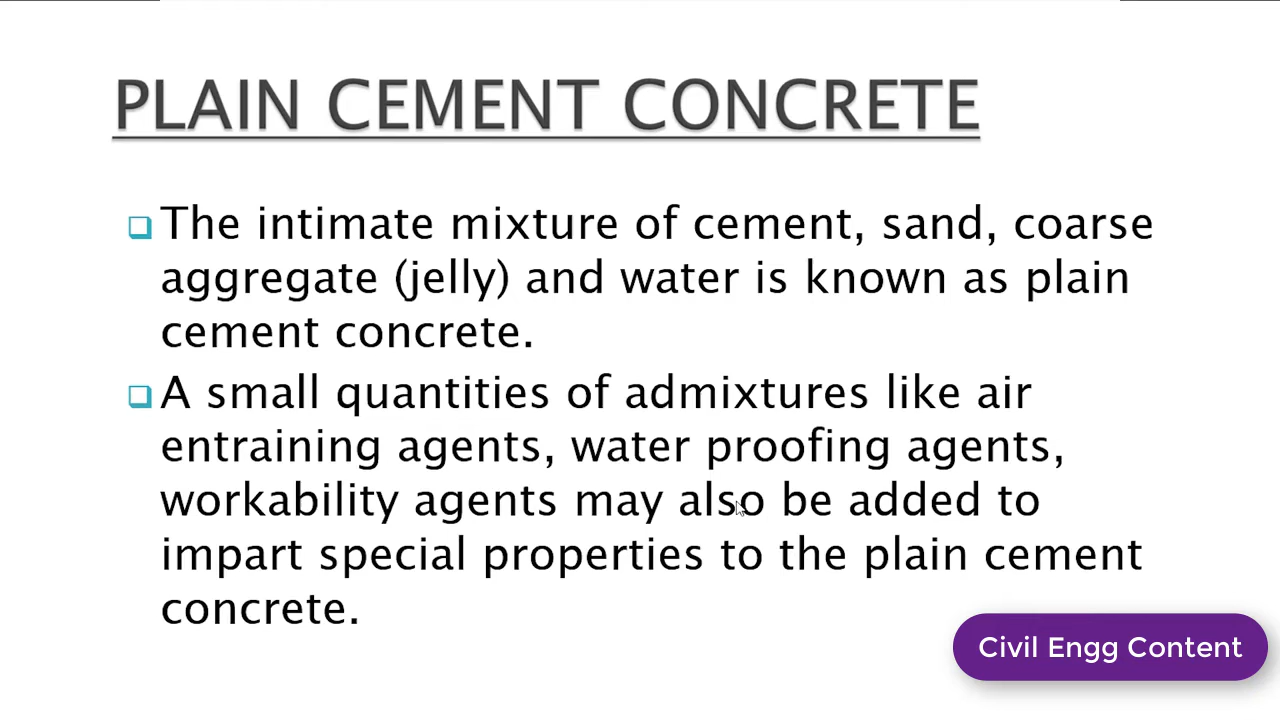 PLAIN CEMENT CONCRETE
The intimate mixture of cement, sand, coarse
aggregate (jelly) and water is known as plain
cement concrete.
A small quantities of admixtures like air
entraining agents, water proofing agents,
workability agents may also be added to
impart special properties to the plain cement
concrete.
Civil Engg Content